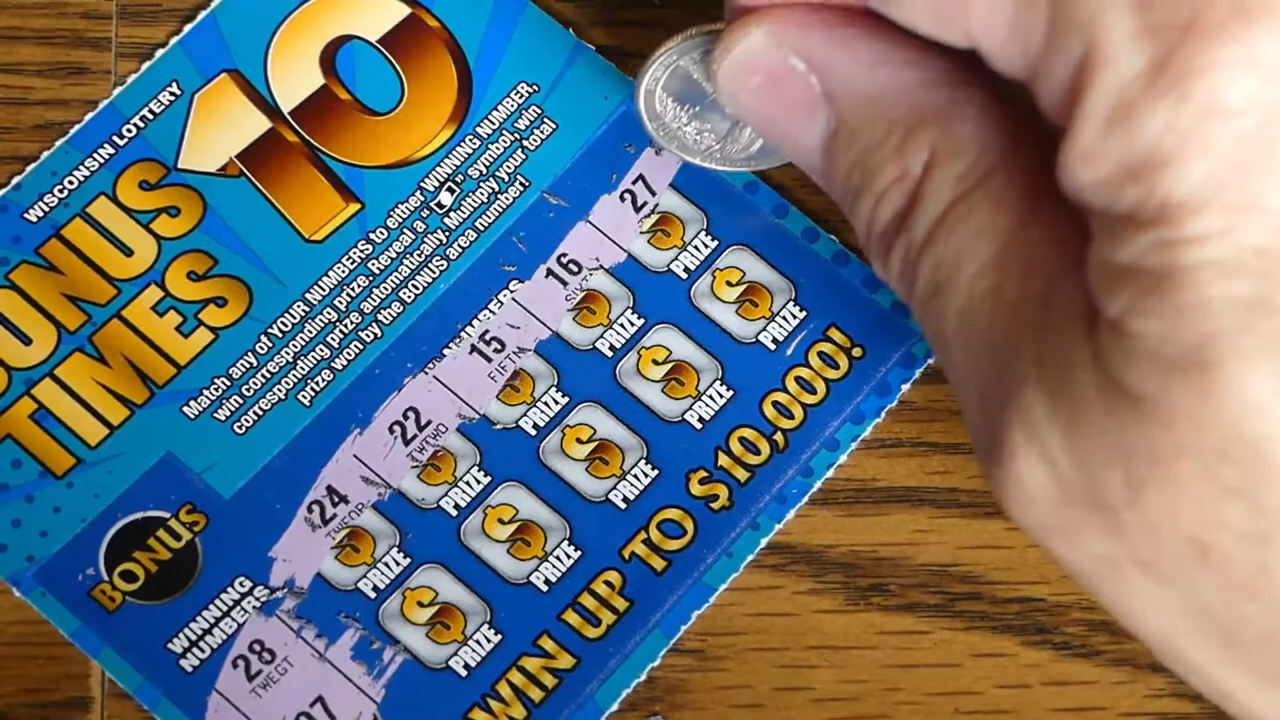 WISCONSIN LOTTERY
BONUS
TIMES
10
Match any of YOUR NUMBERS to either WINNING NUMBER,
win corresponding prize. Reveal a " " symbol, win
corresponding prize automatically. Multiply your total
prize won by the BONUS area number!
24
TWFOR
22
TWTWO
15
FIFTN
16
27
PRIZE PRIZE PRIZE PRIZE PRIZE
PRIZE PRIZE PRIZE PRIZE PRIZE
BONUS
WINNING
NUMBERS
28
TWEGT
WIN UP TO $10,000!